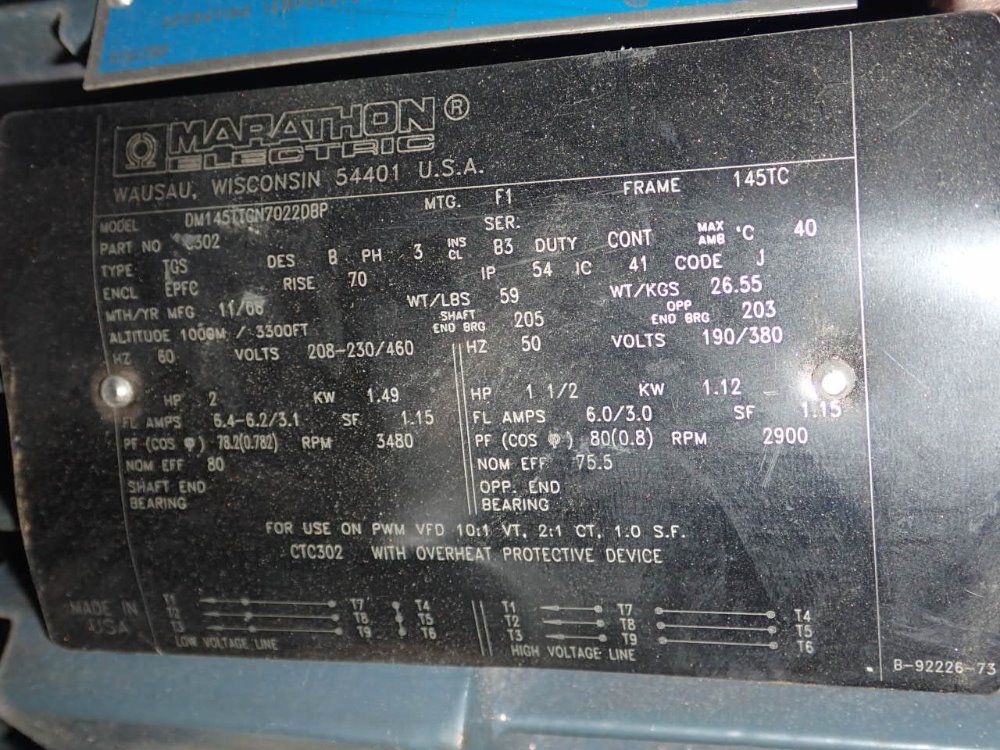 OPERATING TEMPERAT
MARATHON ®
ELECTRIC
WAUSAU, WISCONSIN 54401 U.S.A.
MODEL MTG. F1 FRAME 145TC
PART NO 302 SER.
TYPE TGS DES B PH 3 INS CL B3 DUTY CONT MAX AMB °C 40
ENCL EPFC RISE 70 IP 54 IC 41 CODE J
MTH/YR MFG 11/06 WT/LBS 59 WT/KGS 26.55
ALTITUDE 1000M / 3300FT SHAFT END BRG 205 OPP END BRG 203
HZ 60 VOLTS 208-230/460 HZ 50 VOLTS 190/380
HP 2 KW 1.49 HP 1 1/2 KW 1.12
FL AMPS 6.4-6.2/3.1 SF 1.15 FL AMPS 6.0/3.0 SF 1.15
PF (COS φ) 78.2(0.782) RPM 3480 PF (COS φ) 80(0.8) RPM 2900
NOM EFF 80 NOM EFF 75.5
SHAFT END BEARING OPP. END BEARING
FOR USE ON PWM VFD 10:1 VT, 2:1 CT, 1.0 S.F.
CTC302 WITH OVERHEAT PROTECTIVE DEVICE
MADE IN USA
T1 T7 T4 T1 T7 T4
T2 T8 T5 T2 T8 T5
T3 T9 T6 T3 T9 T6
LOW VOLTAGE LINE HIGH VOLTAGE LINE
B-92226-73